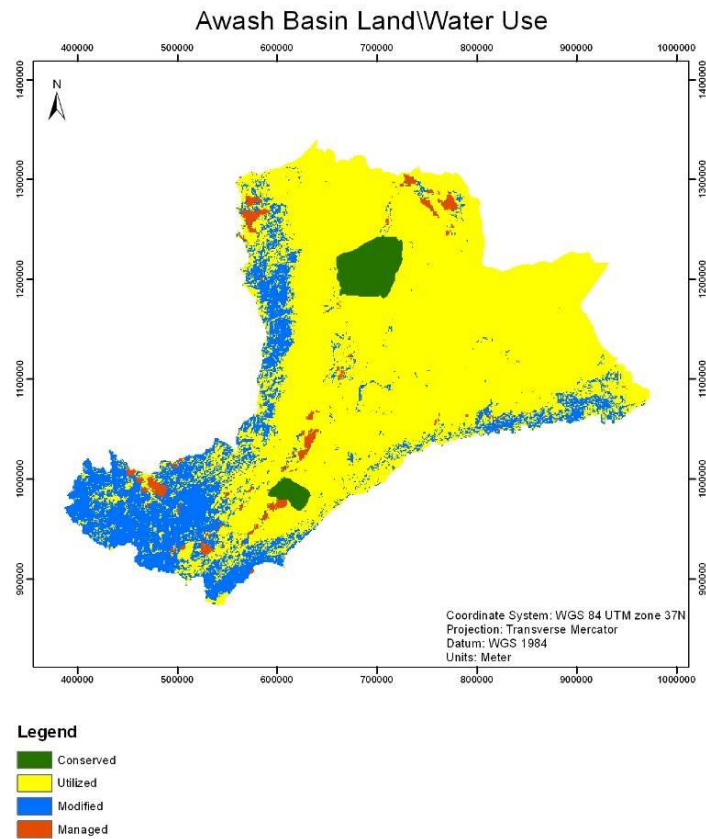 Awash Basin Land\Water Use
400000 500000 600000 700000 800000 900000 1000000
N
1400000 1400000
1300000 1300000
1200000 1200000
1100000 1100000
1000000 1000000
900000 900000
Coordinate System: WGS 84 UTM zone 37N
Projection: Transverse Mercator
Datum: WGS 1984
Units: Meter
400000 500000 600000 700000 800000 900000 1000000
Legend
Conserved
Utilized
Modified
Managed